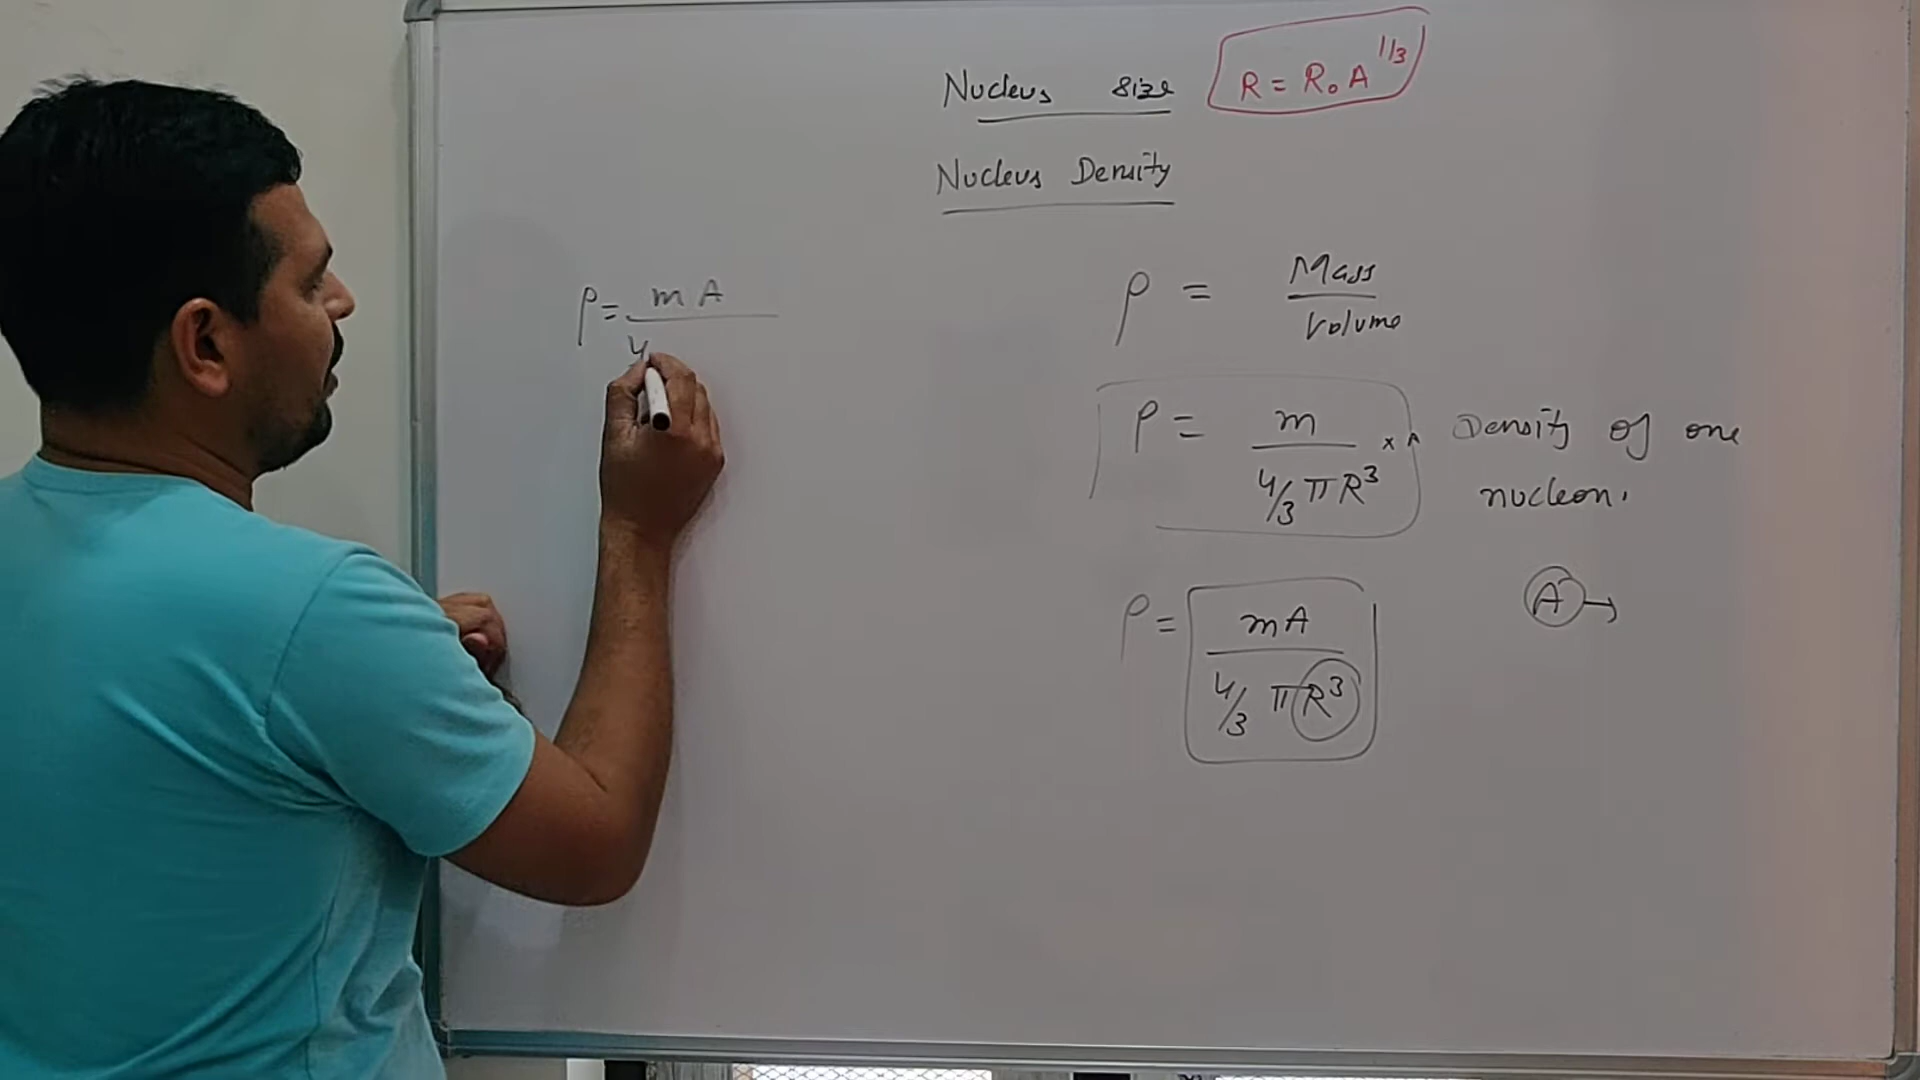 Nucleus Size R = R₀ A^1/3
Nucleus Density
ρ = Mass / Volume
ρ = m / 4/3 π R³ × A Density of one
nucleon.
ρ = mA / 4/3 π R³
A →
ρ = m A / 4